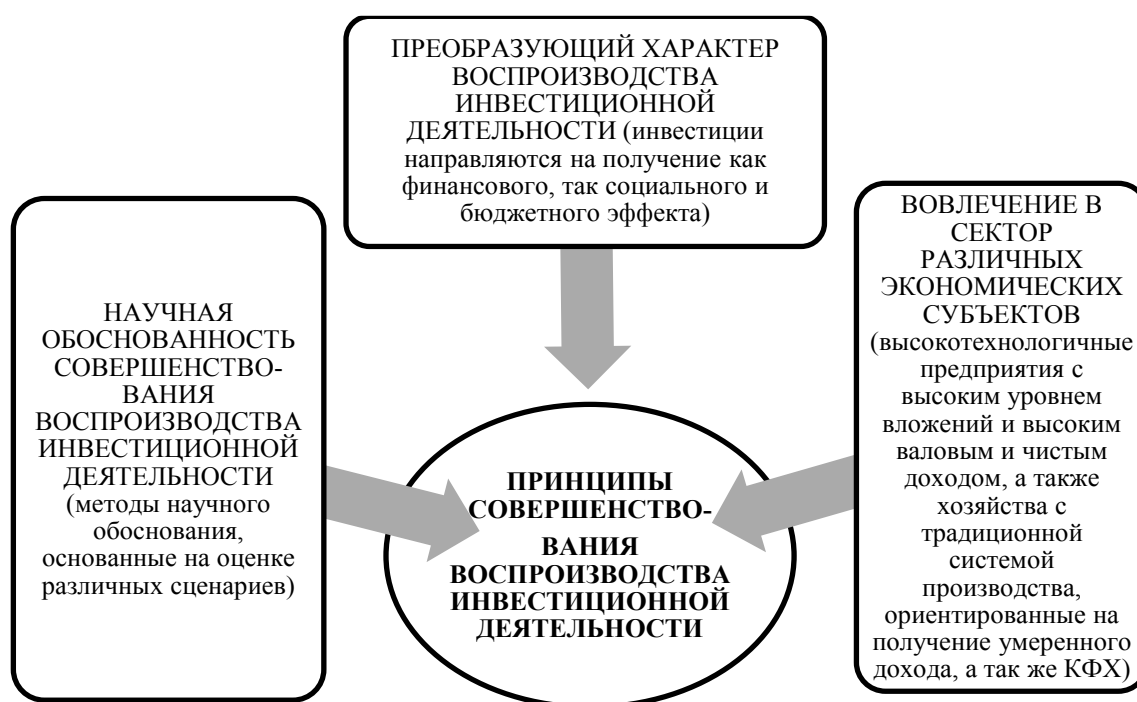 ПРЕОБРАЗУЮЩИЙ ХАРАКТЕР
ВОСПРОИЗВОДСТВА
ИНВЕСТИЦИОННОЙ
ДЕЯТЕЛЬНОСТИ (инвестиции
направляются на получение как
финансового, так социального и
бюджетного эффекта)
НАУЧНАЯ
ОБОСНОВАННОСТЬ
СОВЕРШЕНСТВО-
ВАНИЯ
ВОСПРОИЗВОДСТВА
ИНВЕСТИЦИОННОЙ
ДЕЯТЕЛЬНОСТИ
(методы научного
обоснования,
основанные на оценке
различных сценариев)
ВОВЛЕЧЕНИЕ В
СЕКТОР
РАЗЛИЧНЫХ
ЭКОНОМИЧЕСКИХ
СУБЪЕКТОВ
(высокотехнологичные
предприятия с
высоким уровнем
вложений и высоким
валовым и чистым
доходом, а также
хозяйства с
традиционной
системой
производства,
ориентированные на
получение умеренного
дохода, а так же КФХ)
ПРИНЦИПЫ
СОВЕРШЕНСТВО-
ВАНИЯ
ВОСПРОИЗВОДСТВА
ИНВЕСТИЦИОННОЙ
ДЕЯТЕЛЬНОСТИ